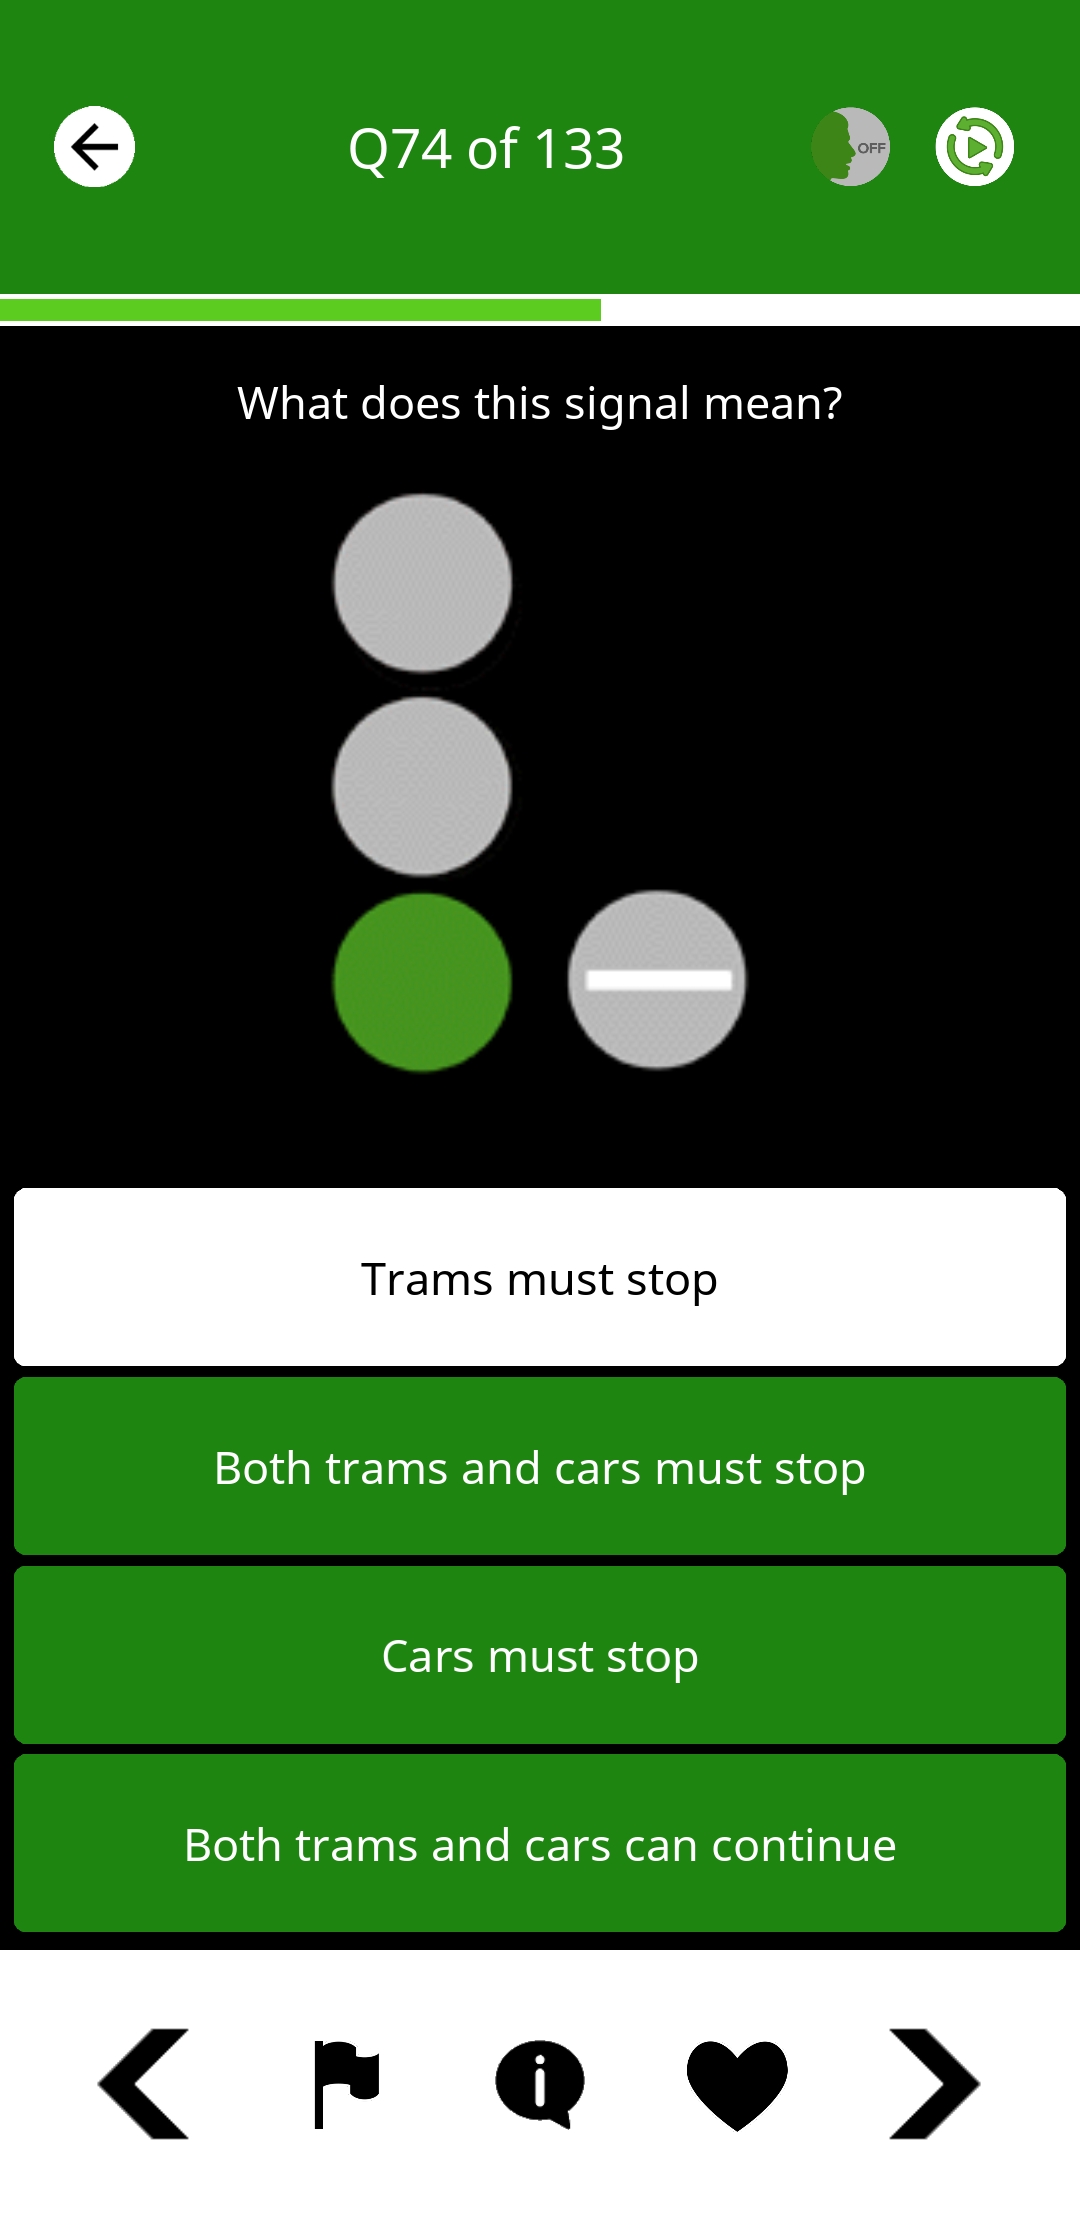 Q74 of 133
OFF
What does this signal mean?
Trams must stop
Both trams and cars must stop
Cars must stop
Both trams and cars can continue